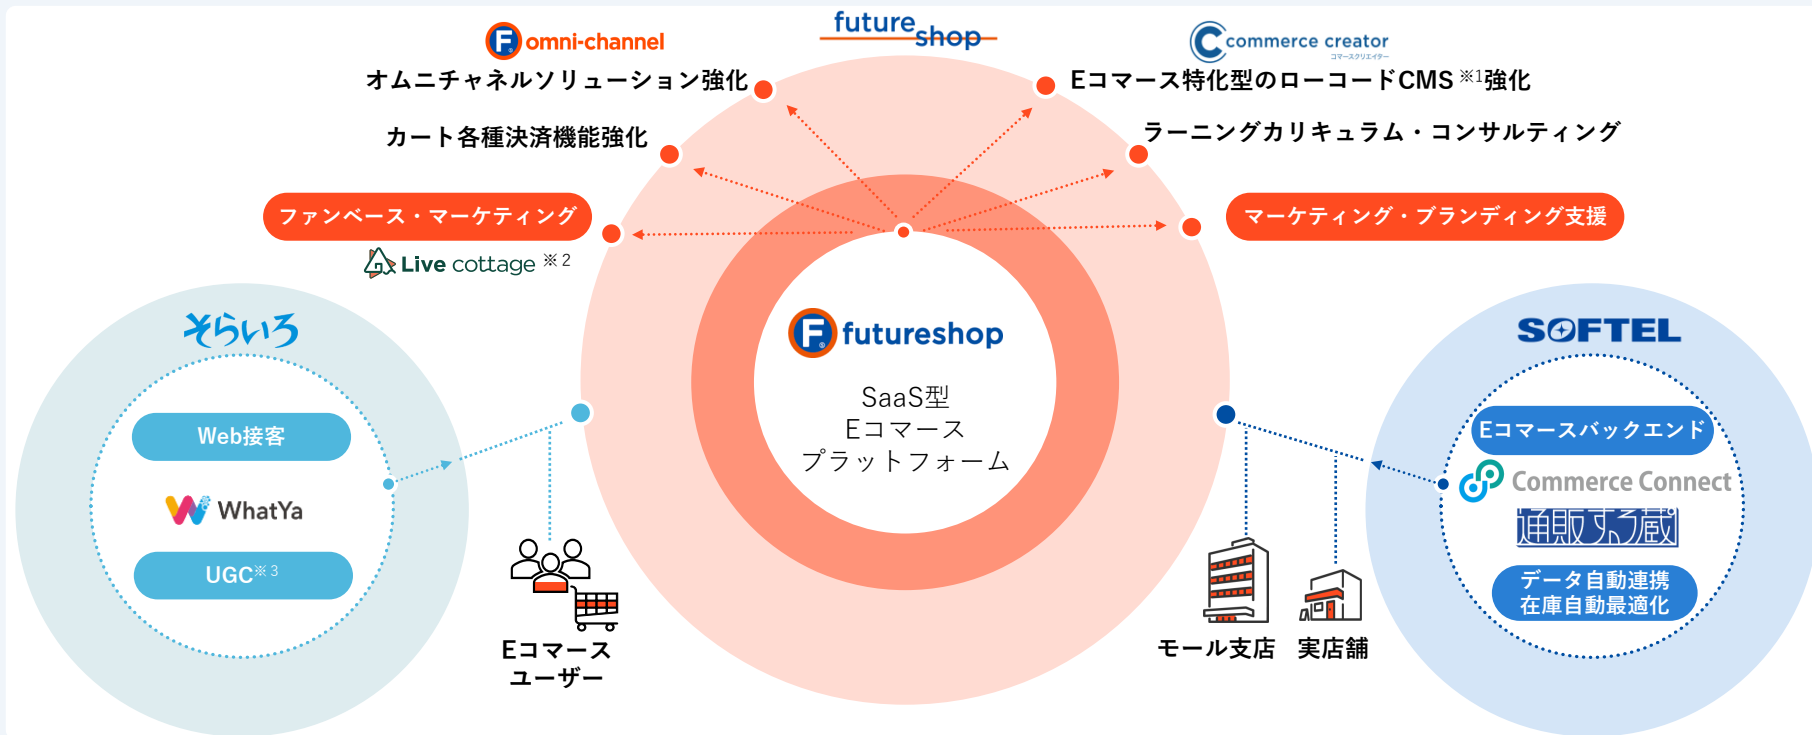 future
shop
F omni-channel
オムニチャネルソリューション強化
カート各種決済機能強化
ファンベース・マーケティング
Live cottage ※2
commerce creator
コマースクリエイター
Eコマース特化型のローコードCMS※1強化
ラーニングカリキュラム・コンサルティング
マーケティング・ブランディング支援
F futureshop
SaaS型
Eコマース
プラットフォーム
そらいろ
Web接客
WhatYa
UGC※3
Eコマース
ユーザー
モール支店
実店舗
SOFTEL
Eコマースバックエンド
Commerce Connect
通販する蔵
データ自動連携
在庫自動最適化